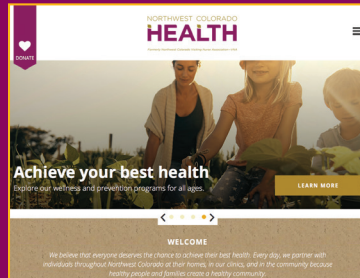 NORTHWEST COLORADO
HEALTH
DONATE
Achieve your best health
Explore our wellness and prevention programs for all ages.
LEARN MORE
WELCOME
We believe that everyone deserves the chance to achieve their best health. Every day, we partner with
individuals throughout Northwest Colorado at their homes, in our clinics, and in the community because
healthy people and families create a healthy community.